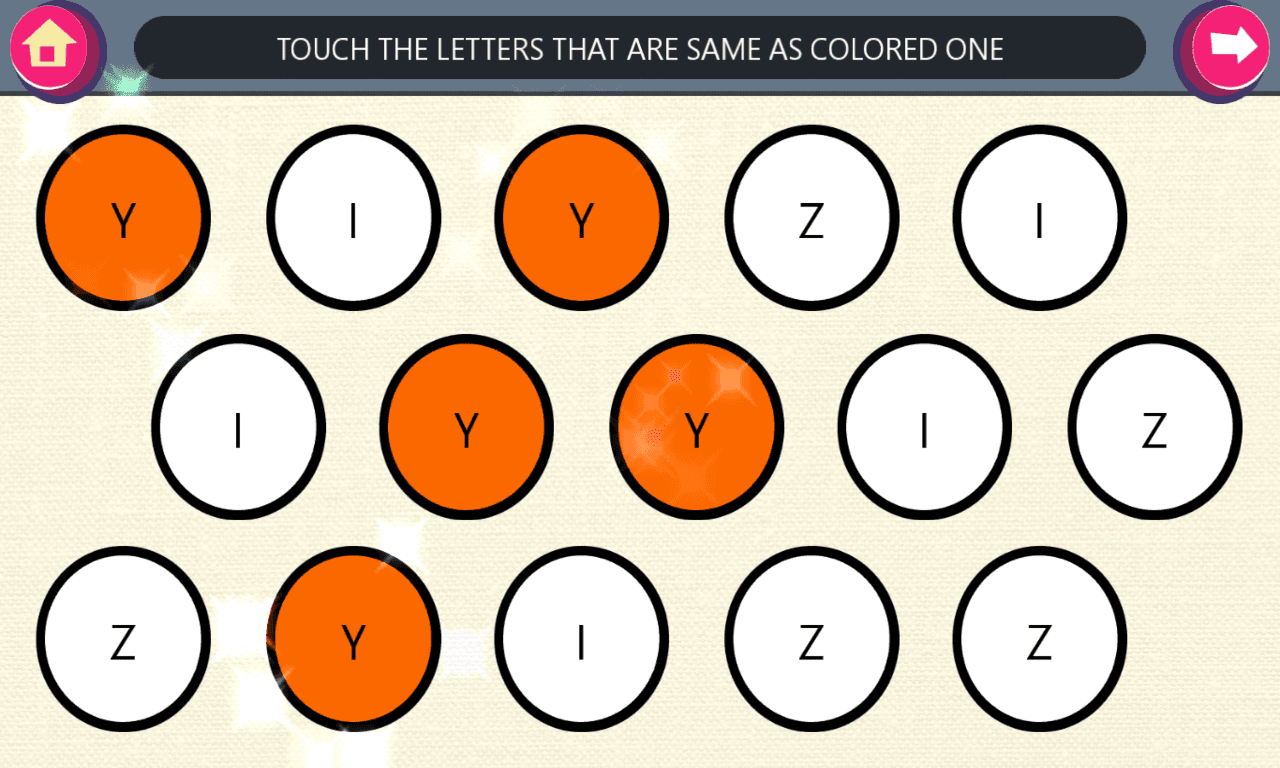 TOUCH THE LETTERS THAT ARE SAME AS COLORED ONE
Y I Y Z I
I Y Y I Z
Z Y I Z Z